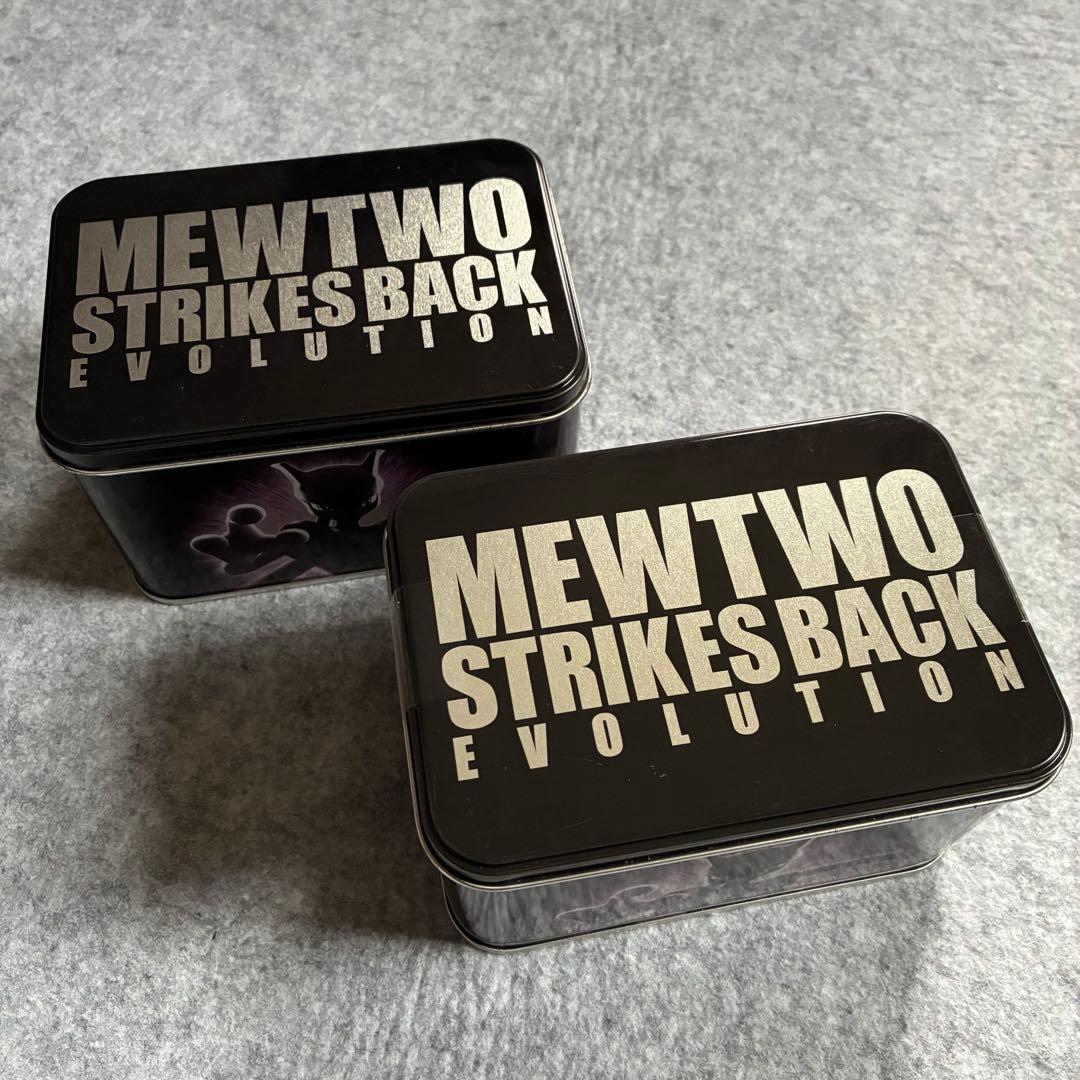 MEWTWO
STRIKES BACK
EVOLUTION
MEWTWO
STRIKES BACK
EVOLUTION